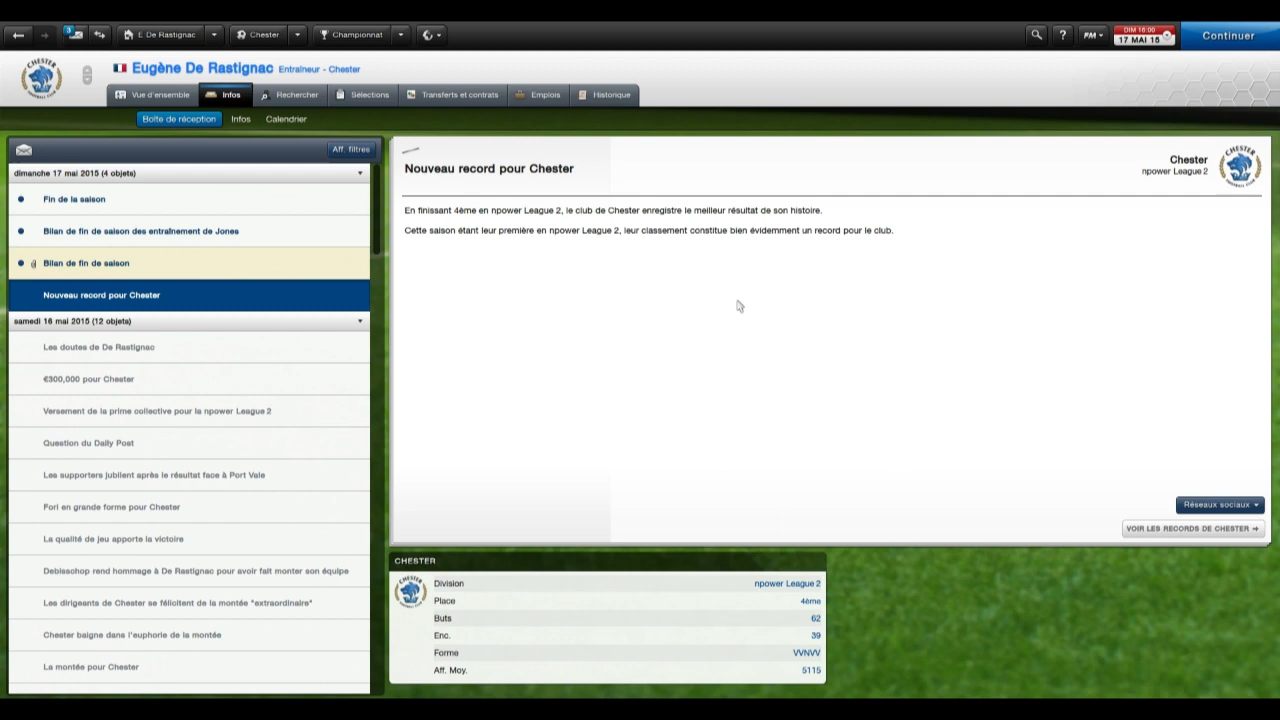 3
E. De Rastignac
Chester
Championnat
?
FM
DIM 16:00
17 MAI 15
Continuer
Eugène De Rastignac Entraîneur - Chester
Vue d'ensemble
Infos
Rechercher
Sélections
Transferts et contrats
Emplois
Historique
Boîte de réception
Infos
Calendrier
Aff. filtres
dimanche 17 mai 2015 (4 objets)
Fin de la saison
Bilan de fin de saison des entraînement de Jones
Bilan de fin de saison
Nouveau record pour Chester
samedi 16 mai 2015 (12 objets)
Les doutes de De Rastignac
€300,000 pour Chester
Versement de la prime collective pour la npower League 2
Question du Daily Post
Les supporters jubilent après le résultat face à Port Vale
Fori en grande forme pour Chester
La qualité de jeu apporte la victoire
Debisschop rend hommage à De Rastignac pour avoir fait monter son équipe
Les dirigeants de Chester se félicitent de la montée "extraordinaire"
Chester baigne dans l'euphorie de la montée
La montée pour Chester
Nouveau record pour Chester
Chester
npower League 2
En finissant 4ème en npower League 2, le club de Chester enregistre le meilleur résultat de son histoire.
Cette saison étant leur première en npower League 2, leur classement constitue bien évidemment un record pour le club.
Réseaux sociaux
VOIR LES RECORDS DE CHESTER
CHESTER
Division npower League 2
Place 4ème
Buts 62
Enc. 39
Forme VVNVV
Aff. Moy. 5115